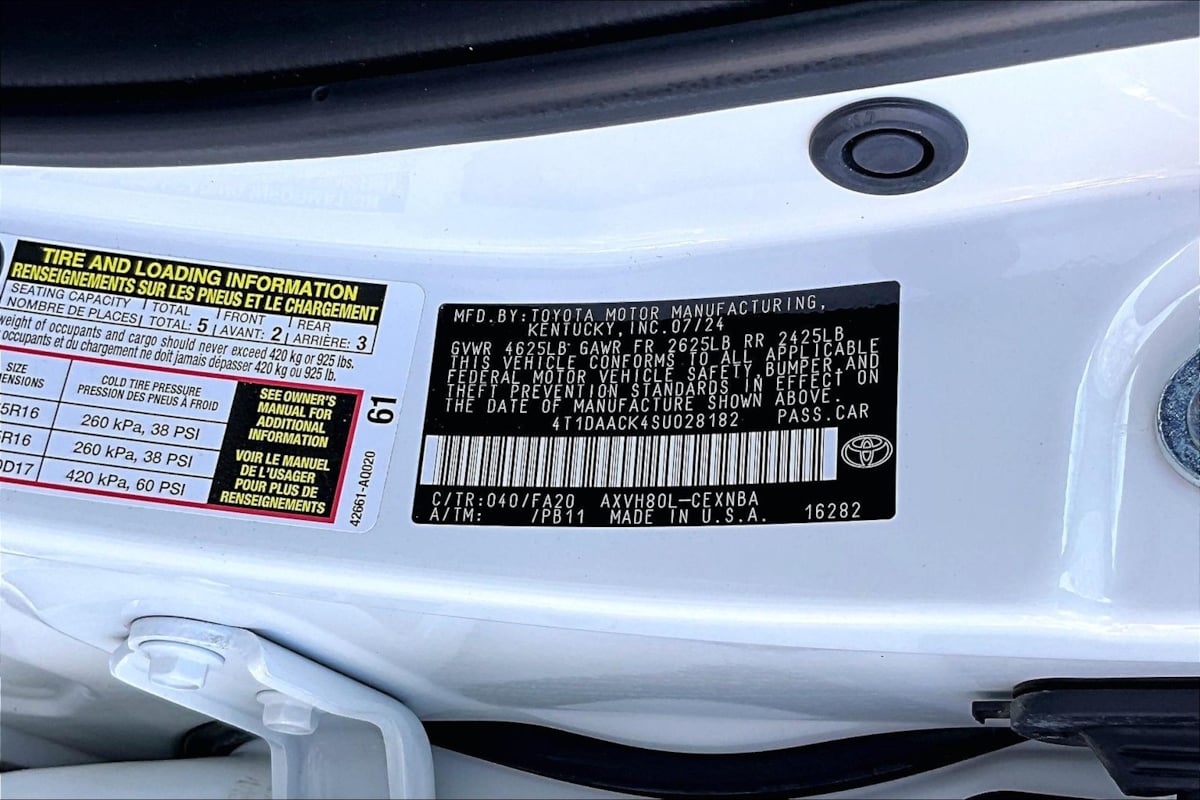 TIRE AND LOADING INFORMATION
RENSEIGNEMENTS SUR LES PNEUS ET LE CHARGEMENT
SEATING CAPACITY TOTAL FRONT REAR
NOMBRE DE PLACES TOTAL: 5 AVANT: 2 ARRIÈRE: 3
weight of occupants and cargo should never exceed 420 kg or 925 lbs.
occupants et du chargement ne doit jamais dépasser 420 kg ou 925 lb.
SIZE COLD TIRE PRESSURE
PRESSION DES PNEUS À FROID
5R16 260 kPa, 38 PSI
R16 260 kPa, 38 PSI
D17 420 kPa, 60 PSI
SEE OWNER'S
MANUAL FOR
ADDITIONAL
INFORMATION
VOIR LE MANUEL
DE L'USAGER
POUR PLUS DE
RENSEIGNEMENTS
61
42661-AQ020
MFD.BY:TOYOTA MOTOR MANUFACTURING,
KENTUCKY, INC.07/24
GVWR 4625LB GAWR FR 2625LB RR 2425LB
THIS VEHICLE CONFORMS TO ALL APPLICABLE
FEDERAL MOTOR VEHICLE SAFETY, BUMPER, AND
THEFT PREVENTION STANDARDS IN EFFECT ON
THE DATE OF MANUFACTURE SHOWN ABOVE.
4T1DAACK4SU028182 PASS.CAR
C/TR:040/FA20 AXVH80L-CEXNBA
A/TM: /PB11 MADE IN U.S.A. 16282